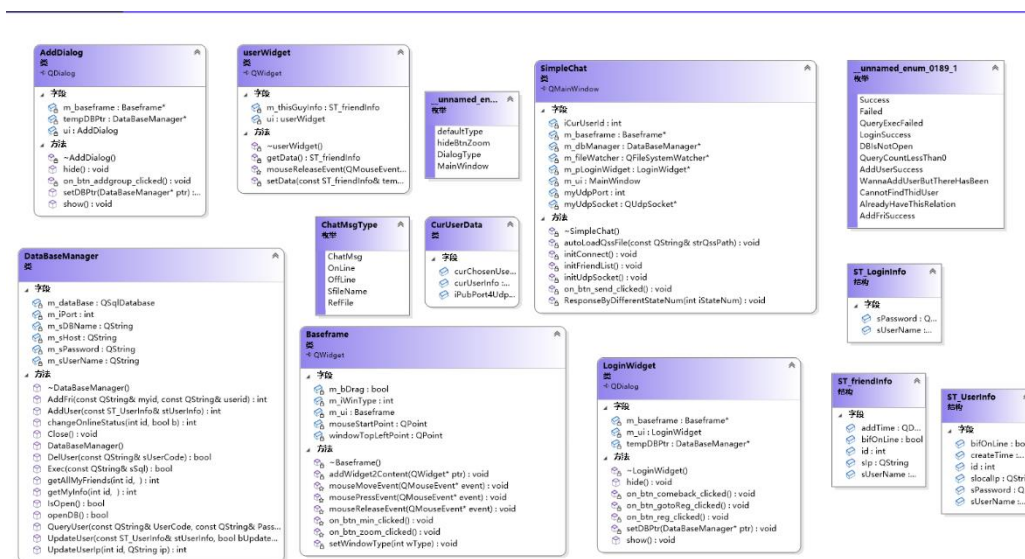 AddDialog
类
QDialog
字段
m_baseframe : Baseframe*
tempDBPtr : DataBaseManager*
ui : AddDialog
方法
~AddDialog()
hide() : void
on_btn_addgroup_clicked() : void
setDBPtr(DataBaseManager* ptr) :...
show() : void
userWidget
类
QWidget
字段
m_thisGuyInfo : ST_friendInfo
ui : userWidget
方法
~userWidget()
getData() : ST_friendInfo
mouseReleaseEvent(QMouseEvent...
setData(const ST_friendInfo& tem...
__unnamed_en...
枚举
defaultType
hideBtnZoom
DialogType
MainWindow
SimpleChat
类
QMainWindow
字段
iCurUserId : int
m_baseframe : Baseframe*
m_dbManager : DataBaseManager*
m_fileWatcher : QFileSystemWatcher*
m_pLoginWidget : LoginWidget*
m_ui : MainWindow
myUdpPort : int
myUdpSocket : QUdpSocket*
方法
~SimpleChat()
autoLoadQssFile(const QString& strQssPath) : void
initConnect() : void
initFriendList() : void
initUdpSocket() : void
on_btn_send_clicked() : void
ResponseByDifferentStateNum(int iStateNum) : void
__unnamed_enum_0189_1
枚举
Success
Failed
QueryExecFailed
LoginSuccess
DBIsNotOpen
QueryCountLessThan0
AddUserSuccess
WannaAddUserButThereHasBeen
CannotFindThidUser
AlreadyHaveThisRelation
AddFriSuccess
ChatMsgType
枚举
ChatMsg
OnLine
OffLine
SfileName
RefFile
CurUserData
类
字段
curChosenUse...
curUserInfo :...
iPubPort4Udp...
DataBaseManager
类
字段
m_dataBase : QSqlDatabase
m_iPort : int
m_sDBName : QString
m_sHost : QString
m_sPassword : QString
m_sUserName : QString
方法
~DataBaseManager()
AddFri(const QString& myid, const QString& userid) : int
AddUser(const ST_UserInfo& stUserInfo) : int
changeOnlineStatus(int id, bool b) : int
Close() : void
DataBaseManager()
DelUser(const QString& sUserCode) : bool
Exec(const QString& sSql) : bool
getAllMyFriends(int id, ) : int
getMyInfo(int id, ) : int
IsOpen() : bool
openDB() : bool
QueryUser(const QString& UserCode, const QString& Pass...
UpdateUser(const ST_UserInfo& stUserInfo, bool bUpdate...
UpdateUserIp(int id, QString ip) : int
Baseframe
类
QWidget
字段
m_bDrag : bool
m_iWinType : int
m_ui : Baseframe
mouseStartPoint : QPoint
windowTopLeftPoint : QPoint
方法
~Baseframe()
addWidget2Content(QWidget* ptr) : void
mouseMoveEvent(QMouseEvent* event) : void
mousePressEvent(QMouseEvent* event) : void
mouseReleaseEvent(QMouseEvent* event) : void
on_btn_min_clicked() : void
on_btn_zoom_clicked() : void
setWindowType(int wType) : void
LoginWidget
类
QDialog
字段
m_baseframe : Baseframe*
m_ui : LoginWidget
tempDBPtr : DataBaseManager*
方法
~LoginWidget()
hide() : void
on_btn_comeback_clicked() : void
on_btn_gotoReg_clicked() : void
on_btn_reg_clicked() : void
setDBPtr(DataBaseManager* ptr) : void
show() : void
ST_LoginInfo
结构
字段
sPassword : Q...
sUserName :...
ST_friendInfo
结构
字段
addTime : QD...
bifOnLine : bool
id : int
sIp : QString
sUserName :...
ST_UserInfo
结构
字段
bifOnLine : boo
createTime :...
id : int
slocalIp : QStri
sPassword : Q
sUserName :...